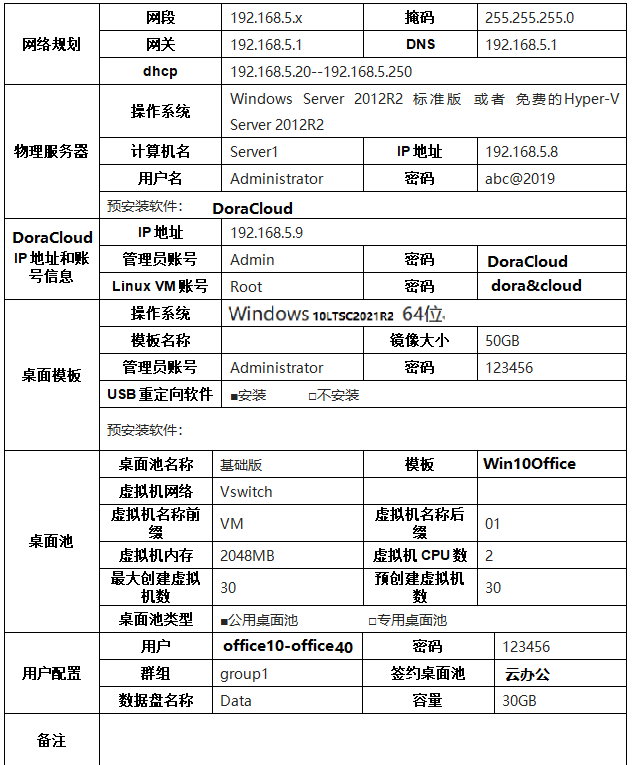 网络规划
网段 192.168.5.x 掩码 255.255.255.0
网关 192.168.5.1 DNS 192.168.5.1
dhcp 192.168.5.20--192.168.5.250
物理服务器
操作系统 Windows Server 2012R2 标准版 或者 免费的Hyper-V
Server 2012R2
计算机名 Server1 IP 地址 192.168.5.8
用户名 Administrator 密码 abc@2019
预安装软件： DoraCloud
DoraCloud
IP 地址和账
号信息
IP 地址 192.168.5.9
管理员账号 Admin 密码 DoraCloud
Linux VM 账号 Root 密码 dora&cloud
桌面模板
操作系统 Windows 10LTSC2021R2 64位
模板名称 镜像大小 50GB
管理员账号 Administrator 密码 123456
USB 重定向软件 ■安装 □不安装
预安装软件：
桌面池
桌面池名称 基础版 模板 Win10Office
虚拟机网络 Vswitch
虚拟机名称前
缀
VM
虚拟机名称后
缀
01
虚拟机内存 2048MB 虚拟机 CPU 数 2
最大创建虚拟
机数
30
预创建虚拟机
数
30
桌面池类型 ■公用桌面池 □专用桌面池
用户配置
用户 office10-office40 密码 123456
群组 group1 签约桌面池 云办公
数据盘名称 Data 容量 30GB
备注